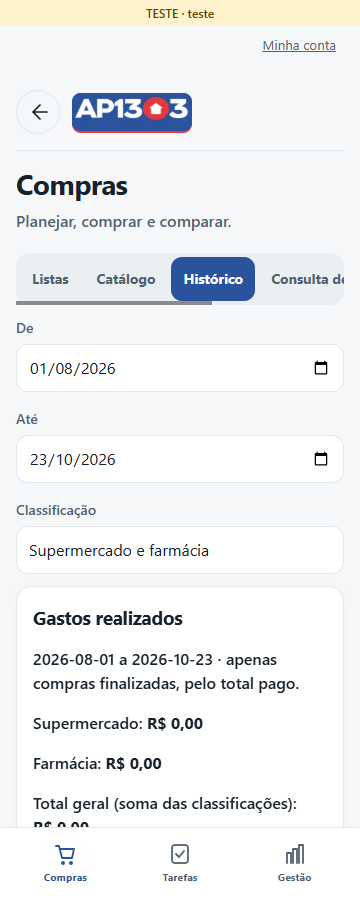 TESTE · teste
Minha conta
AP1303
Compras
Planejar, comprar e comparar.
Listas Catálogo Histórico Consulta de
De
01/08/2026
Até
23/10/2026
Classificação
Supermercado e farmácia
Gastos realizados
2026-08-01 a 2026-10-23 · apenas
compras finalizadas, pelo total pago.
Supermercado: R$ 0,00
Farmácia: R$ 0,00
Total geral (soma das classificações):
R$ 0,00
Compras Tarefas Gestão